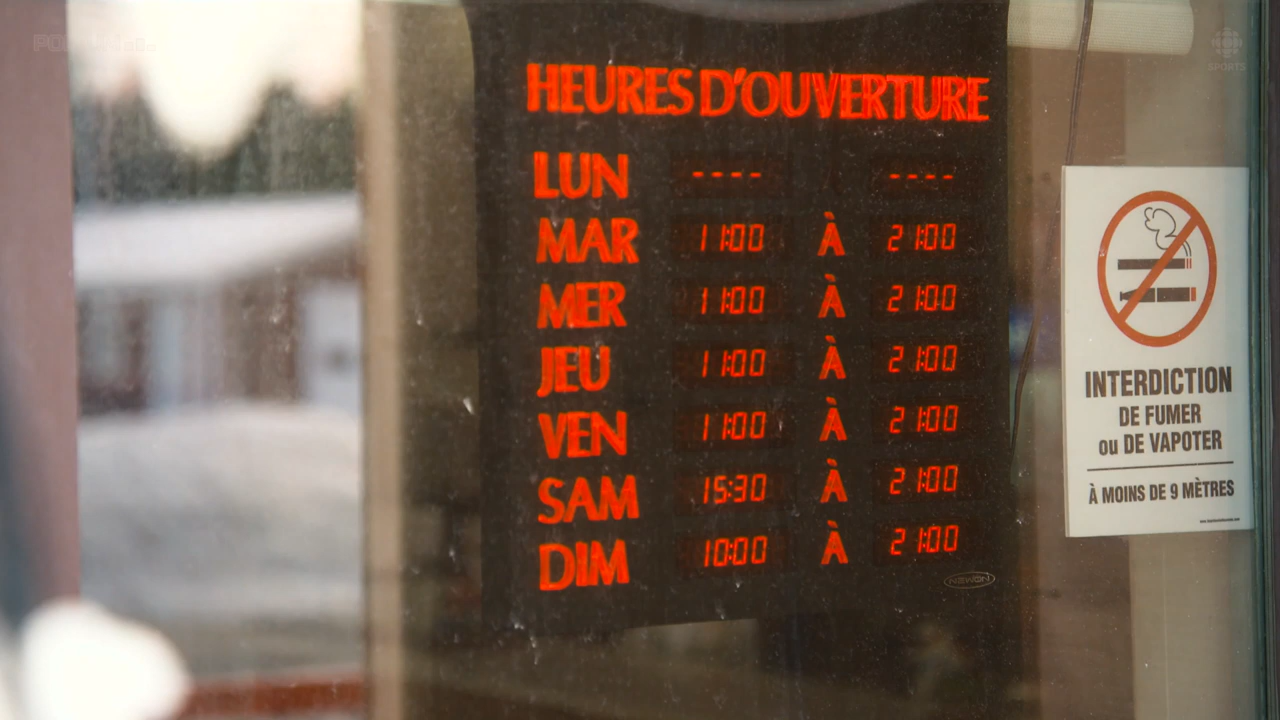 HEURES D'OUVERTURE
LUN ---- ----
MAR 11:00 À 21:00
MER 11:00 À 21:00
JEU 11:00 À 21:00
VEN 11:00 À 21:00
SAM 15:30 À 21:00
DIM 10:00 À 21:00
NEWON
INTERDICTION
DE FUMER
ou DE VAPOTER
À MOINS DE 9 MÈTRES
SPORTS